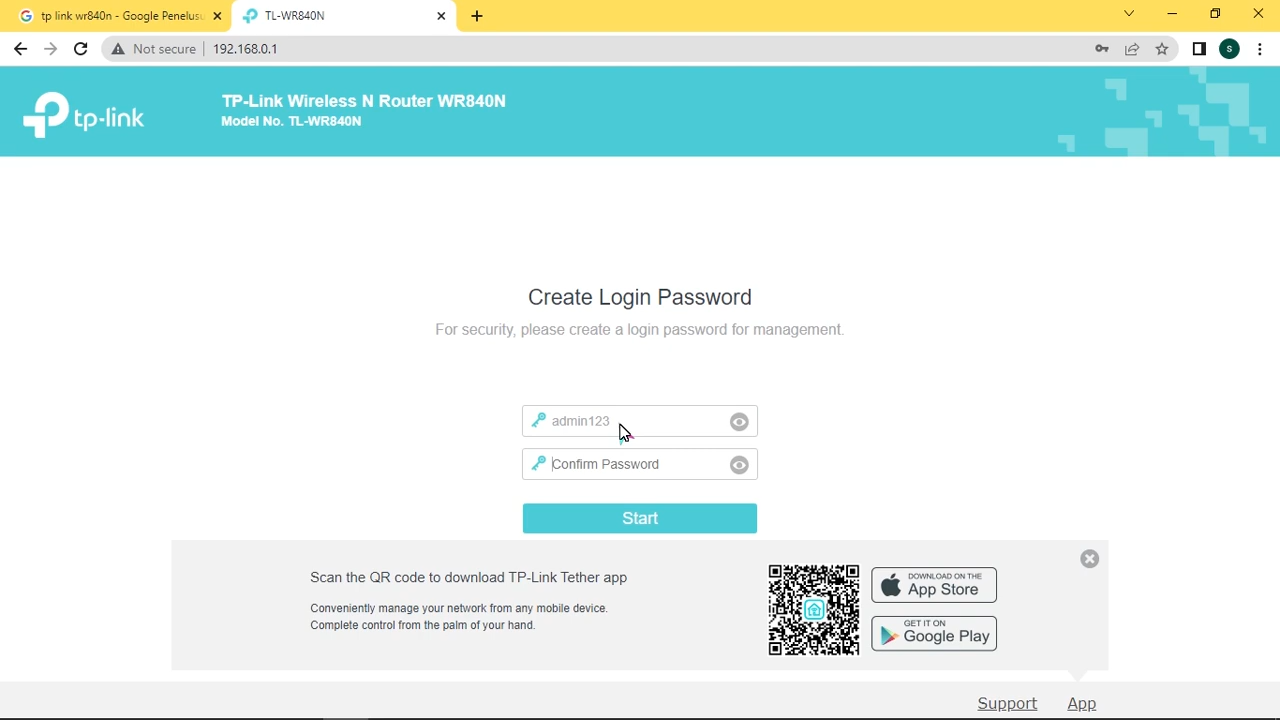 tp link wr840n - Google Penelus
TL-WR840N
Not secure
192.168.0.1
S
tp-link
TP-Link Wireless N Router WR840N
Model No. TL-WR840N
Create Login Password
For security, please create a login password for management.
admin123
Confirm Password
Start
Scan the QR code to download TP-Link Tether app
Conveniently manage your network from any mobile device.
Complete control from the palm of your hand.
DOWNLOAD ON THE
App Store
GET IT ON
Google Play
Support
App